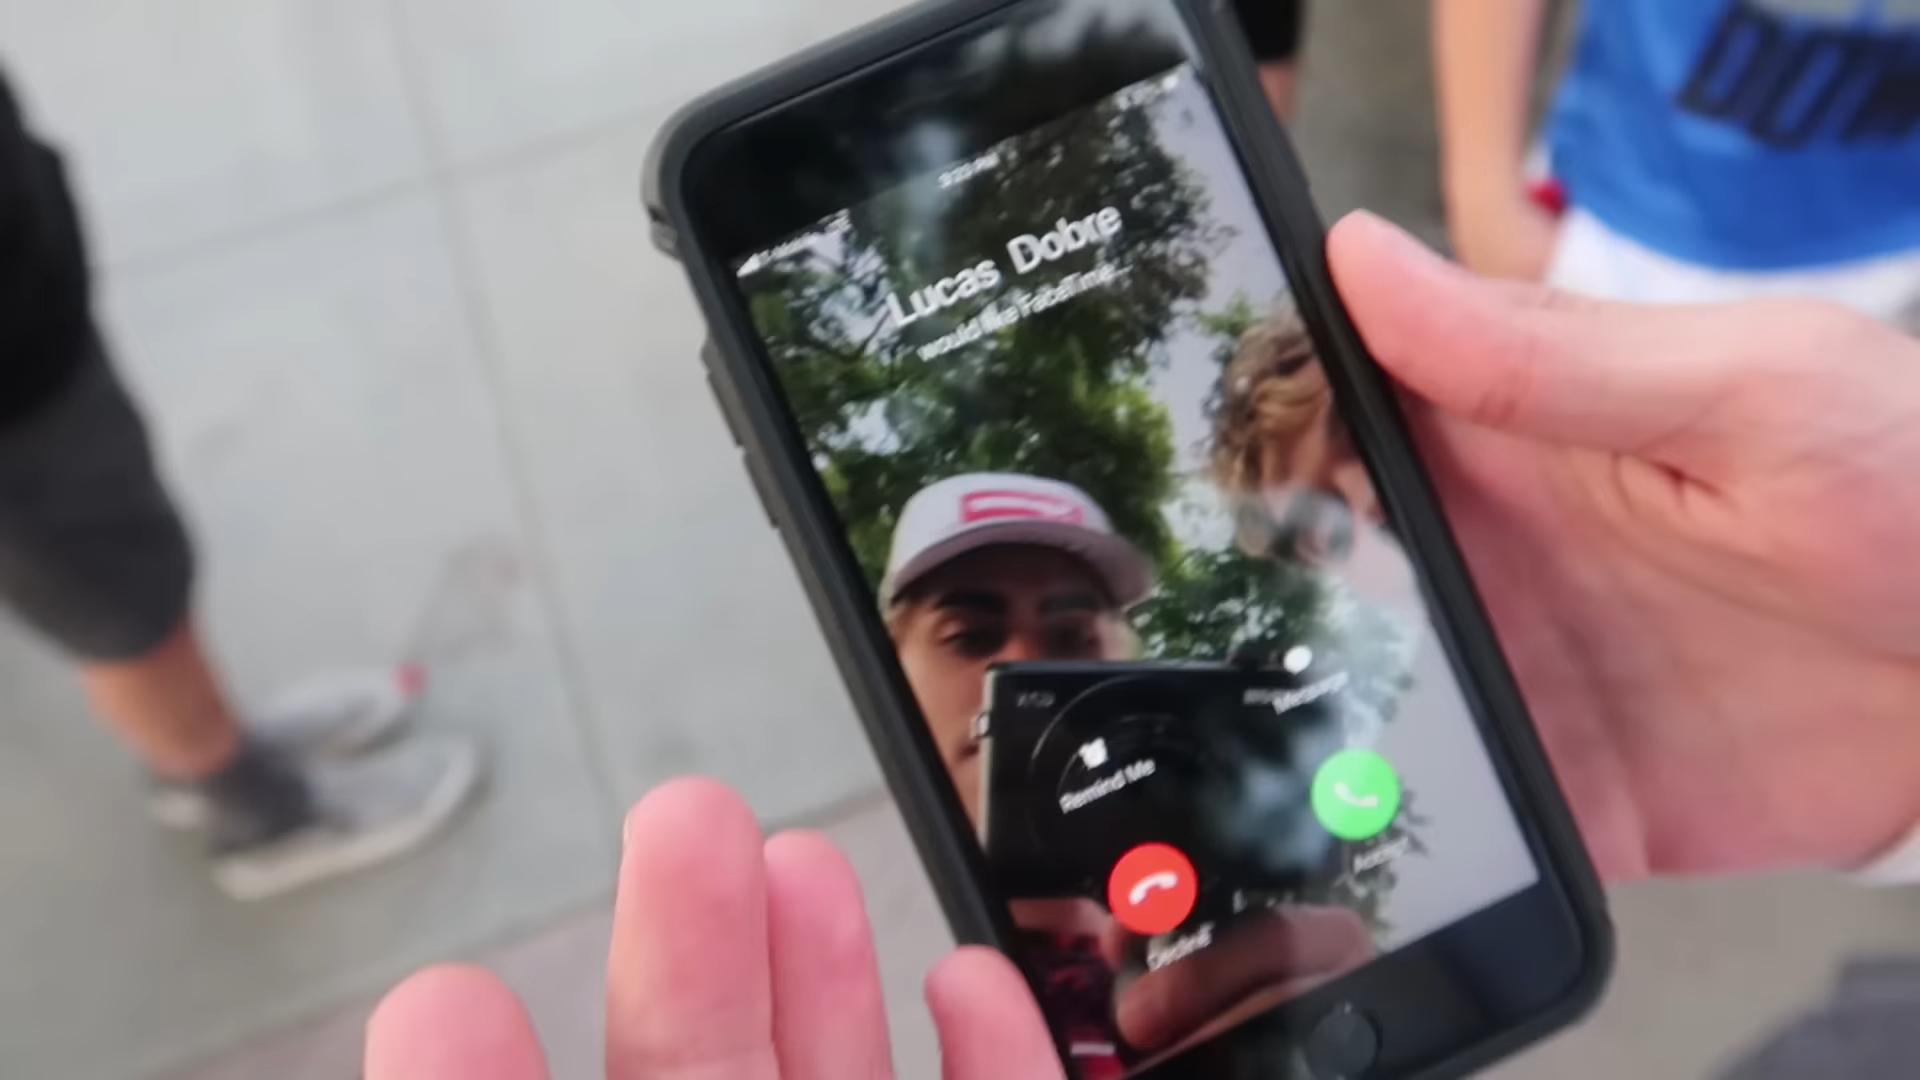 Lucas Dobre
would like FaceTime...
Remind Me
Message
Accept
Decline